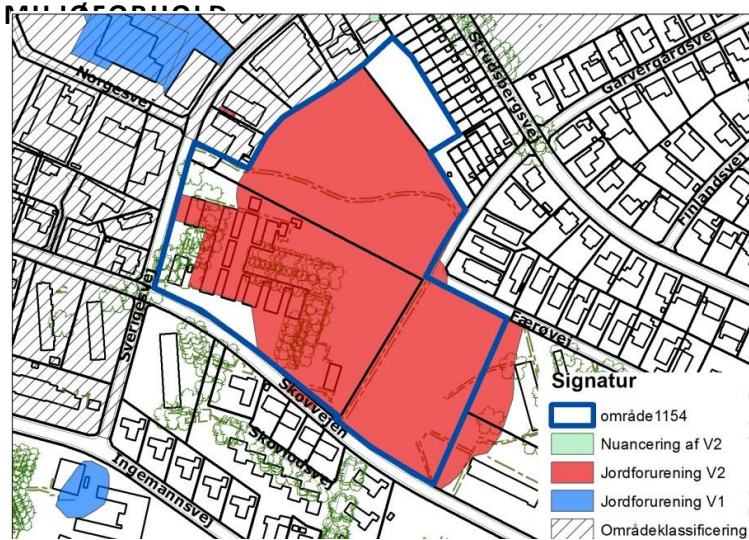 MILJØFORHOLD
Norgesvej
Strudsbergsvej
Garvergårdsvej
Finlandsvej
Sverigesvej
Færøvej
Skovvejen
Skovlodsvej
Ingemannsvej
Signatur
område1154
Nuancering af V2
Jordforurening V2
Jordforurening V1
Områdeklassificering